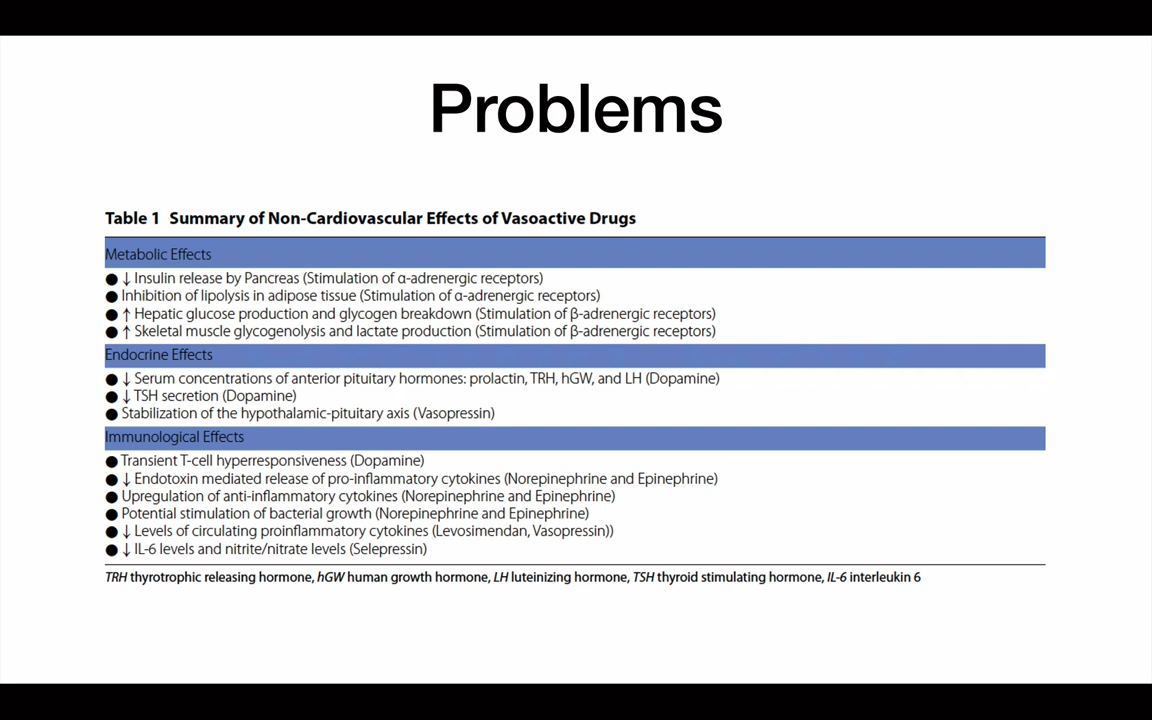 Problems
Table 1 Summary of Non-Cardiovascular Effects of Vasoactive Drugs
Metabolic Effects
● ↓ Insulin release by Pancreas (Stimulation of α-adrenergic receptors)
● Inhibition of lipolysis in adipose tissue (Stimulation of α-adrenergic receptors)
● ↑ Hepatic glucose production and glycogen breakdown (Stimulation of β-adrenergic receptors)
● ↑ Skeletal muscle glycogenolysis and lactate production (Stimulation of β-adrenergic receptors)
Endocrine Effects
● ↓ Serum concentrations of anterior pituitary hormones: prolactin, TRH, hGW, and LH (Dopamine)
● ↓ TSH secretion (Dopamine)
● Stabilization of the hypothalamic-pituitary axis (Vasopressin)
Immunological Effects
● Transient T-cell hyperresponsiveness (Dopamine)
● ↓ Endotoxin mediated release of pro-inflammatory cytokines (Norepinephrine and Epinephrine)
● Upregulation of anti-inflammatory cytokines (Norepinephrine and Epinephrine)
● Potential stimulation of bacterial growth (Norepinephrine and Epinephrine)
● ↓ Levels of circulating proinflammatory cytokines (Levosimendan, Vasopressin))
● ↓ IL-6 levels and nitrite/nitrate levels (Selepressin)
TRH thyrotrophic releasing hormone, hGW human growth hormone, LH luteinizing hormone, TSH thyroid stimulating hormone, IL-6 interleukin 6